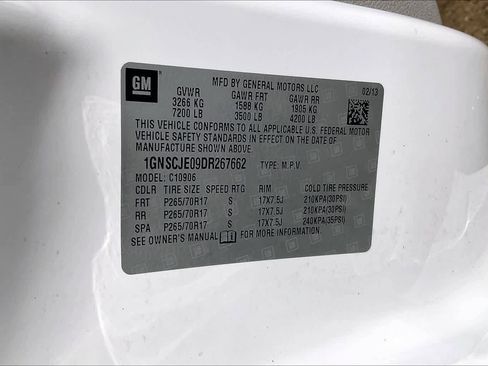 GM
MFD BY GENERAL MOTORS LLC 02/13
GVWR GAWR FRT GAWR RR
3266 KG 1588 KG 1905 KG
7200 LB 3500 LB 4200 LB
THIS VEHICLE CONFORMS TO ALL APPLICABLE U.S. FEDERAL MOTOR
VEHICLE SAFETY STANDARDS IN EFFECT ON THE DATE OF
MANUFACTURE SHOWN ABOVE.
1GNSCJE09DR267662 TYPE: M.P.V.
MODEL: C10906
CDLR TIRE SIZE SPEED RTG RIM COLD TIRE PRESSURE
FRT P265/70R17 S 17X7.5J 210KPA(30PSI)
RR P265/70R17 S 17X7.5J 210KPA(30PSI)
SPA P265/70R17 S 17X7.5J 240KPA(35PSI)
SEE OWNER'S MANUAL FOR MORE INFORMATION.